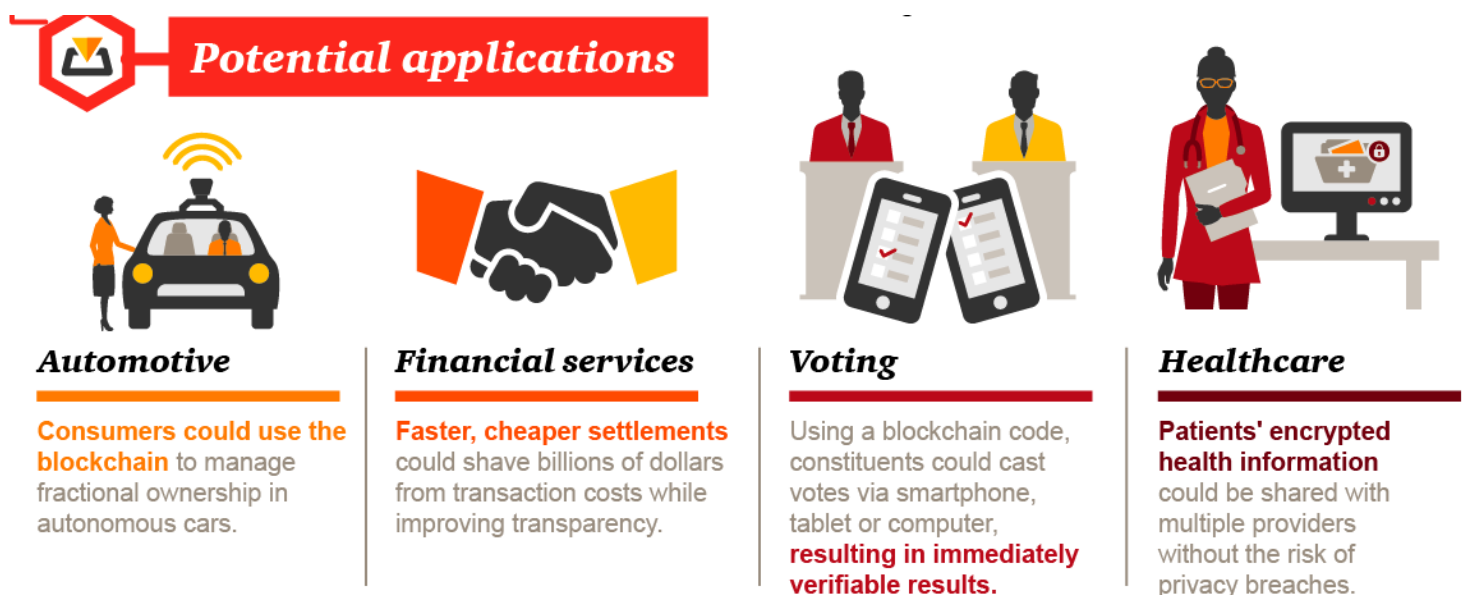 Potential applications
Automotive
Consumers could use the
blockchain to manage
fractional ownership in
autonomous cars.
Financial services
Faster, cheaper settlements
could shave billions of dollars
from transaction costs while
improving transparency.
Voting
Using a blockchain code,
constituents could cast
votes via smartphone,
tablet or computer,
resulting in immediately
verifiable results.
Healthcare
Patients' encrypted
health information
could be shared with
multiple providers
without the risk of
privacy breaches.